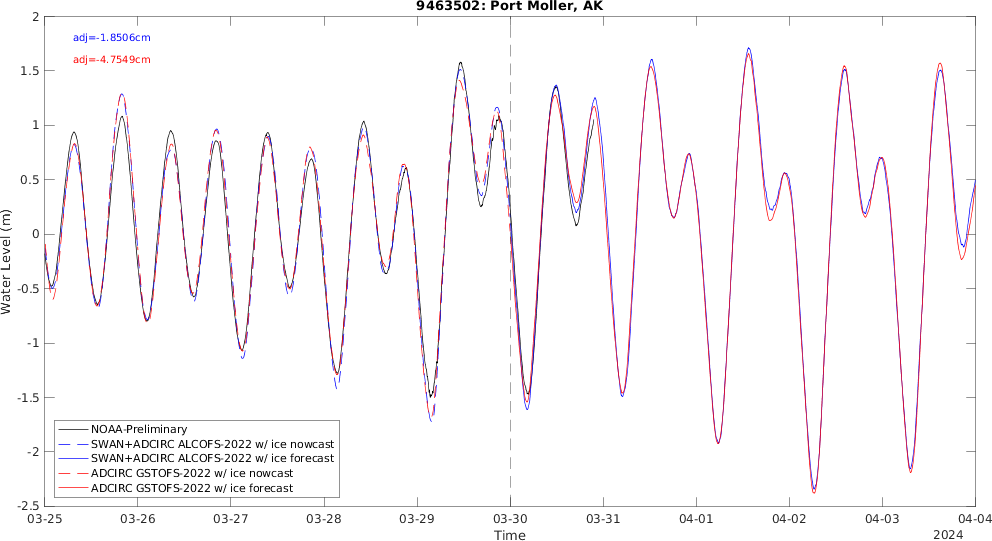 9463502: Port Moller, AK
adj=-1.8506cm
adj=-4.7549cm
2
1.5
1
0.5
0
-0.5
-1
-1.5
-2
-2.5
Water Level (m)
NOAA-Preliminary
SWAN+ADCIRC ALCOFS-2022 w/ ice nowcast
SWAN+ADCIRC ALCOFS-2022 w/ ice forecast
ADCIRC GSTOFS-2022 w/ ice nowcast
ADCIRC GSTOFS-2022 w/ ice forecast
03-25 03-26 03-27 03-28 03-29 03-30 03-31 04-01 04-02 04-03 04-04
Time
2024